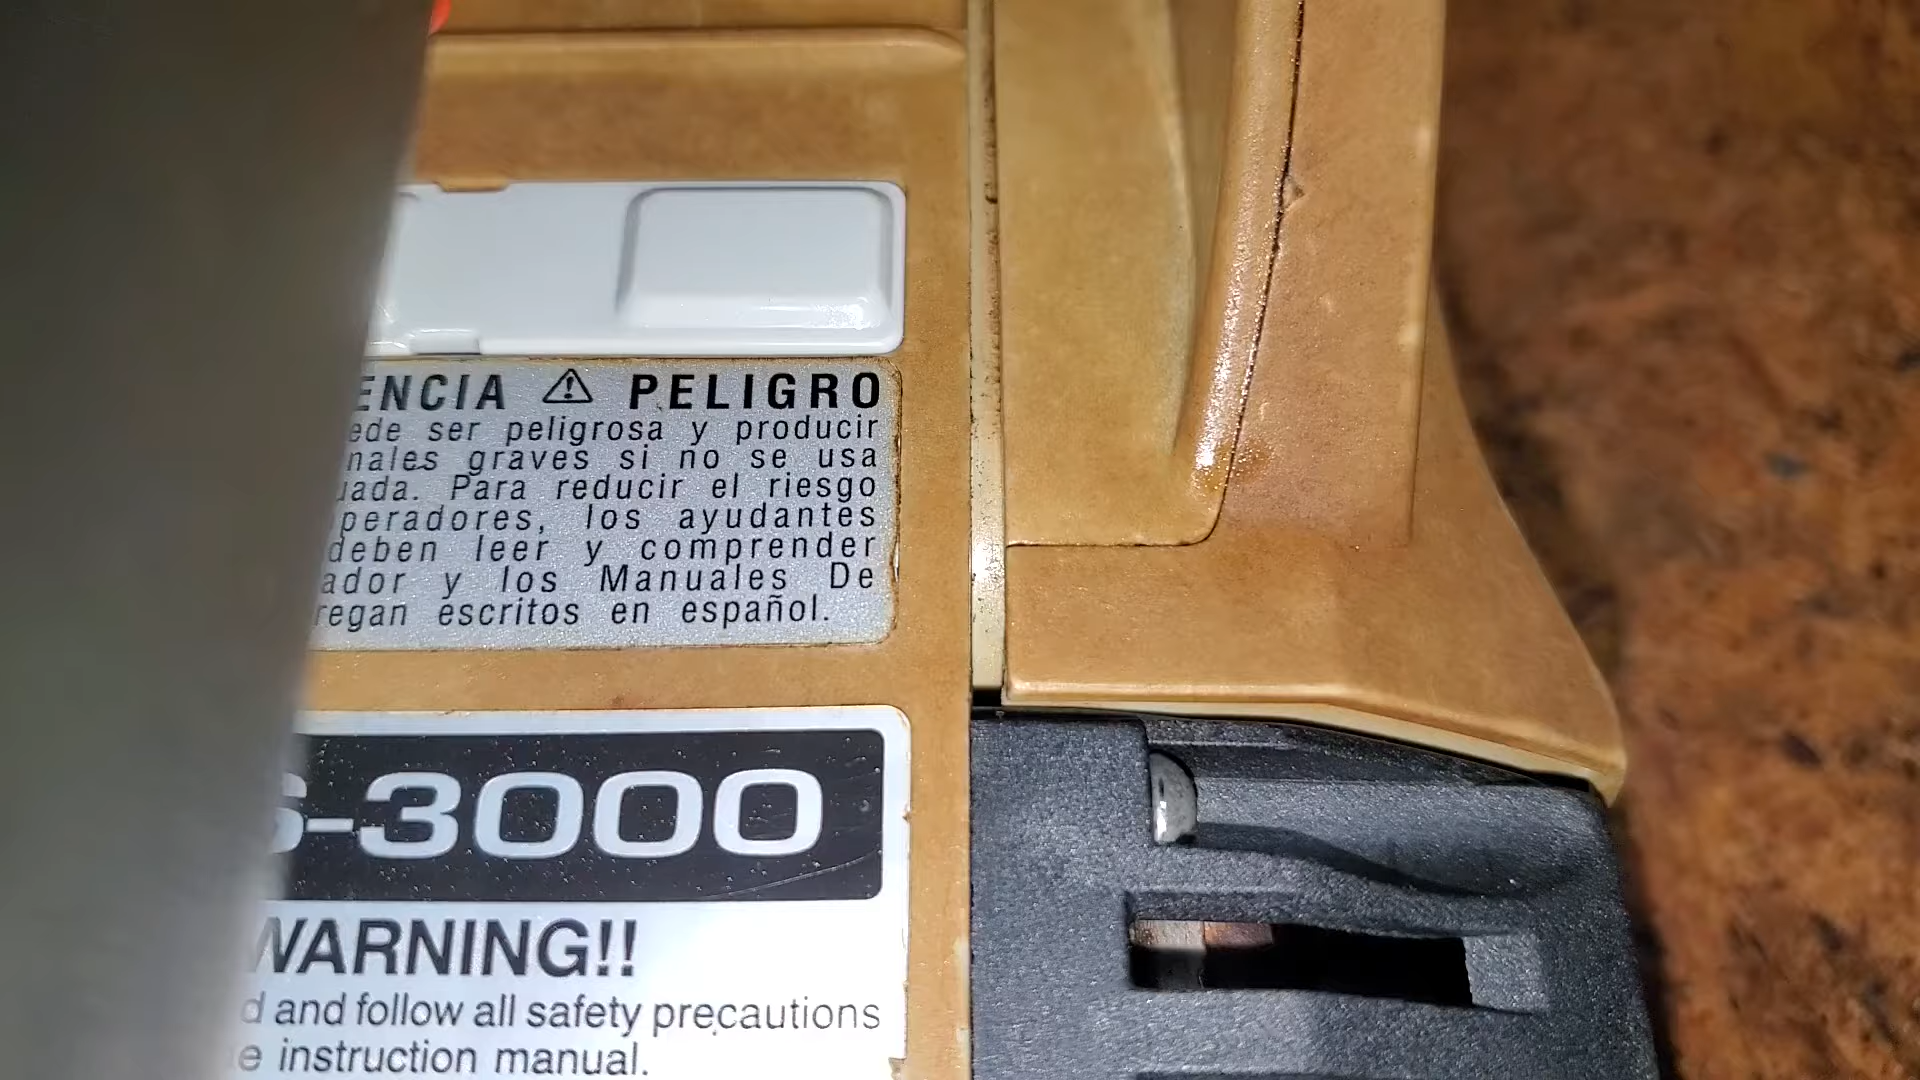 ENCIA ⚠ PELIGRO
ede ser peligrosa y producir
nales graves si no se usa
uada. Para reducir el riesgo
peradores, los ayudantes
deben leer y comprender
ador y los Manuales De
regan escritos en español.
S-3000
WARNING!!
d and follow all safety precautions
e instruction manual.